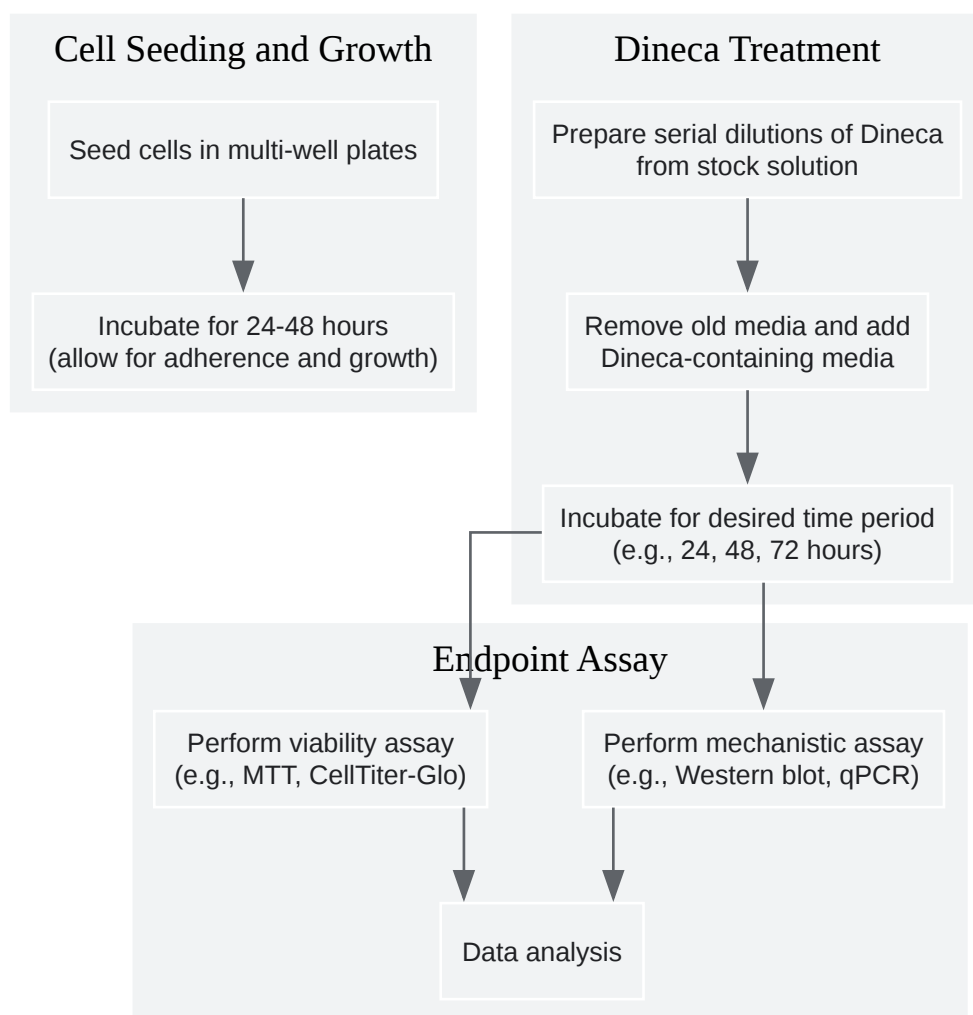 Cell Seeding and Growth
Seed cells in multi-well plates
Incubate for 24-48 hours
(allow for adherence and growth)
Dineca Treatment
Prepare serial dilutions of Dineca
from stock solution
Remove old media and add
Dineca-containing media
Incubate for desired time period
(e.g., 24, 48, 72 hours)
Endpoint Assay
Perform viability assay
(e.g., MTT, CellTiter-Glo)
Perform mechanistic assay
(e.g., Western blot, qPCR)
Data analysis